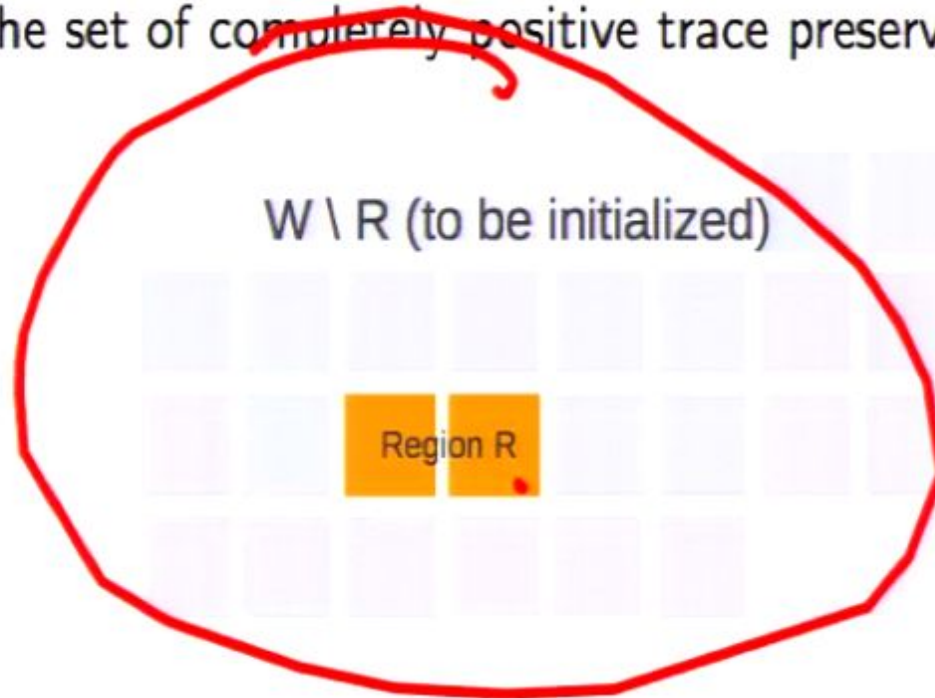 he set of completely positive trace preserv
W \ R (to be initialized)
Region R